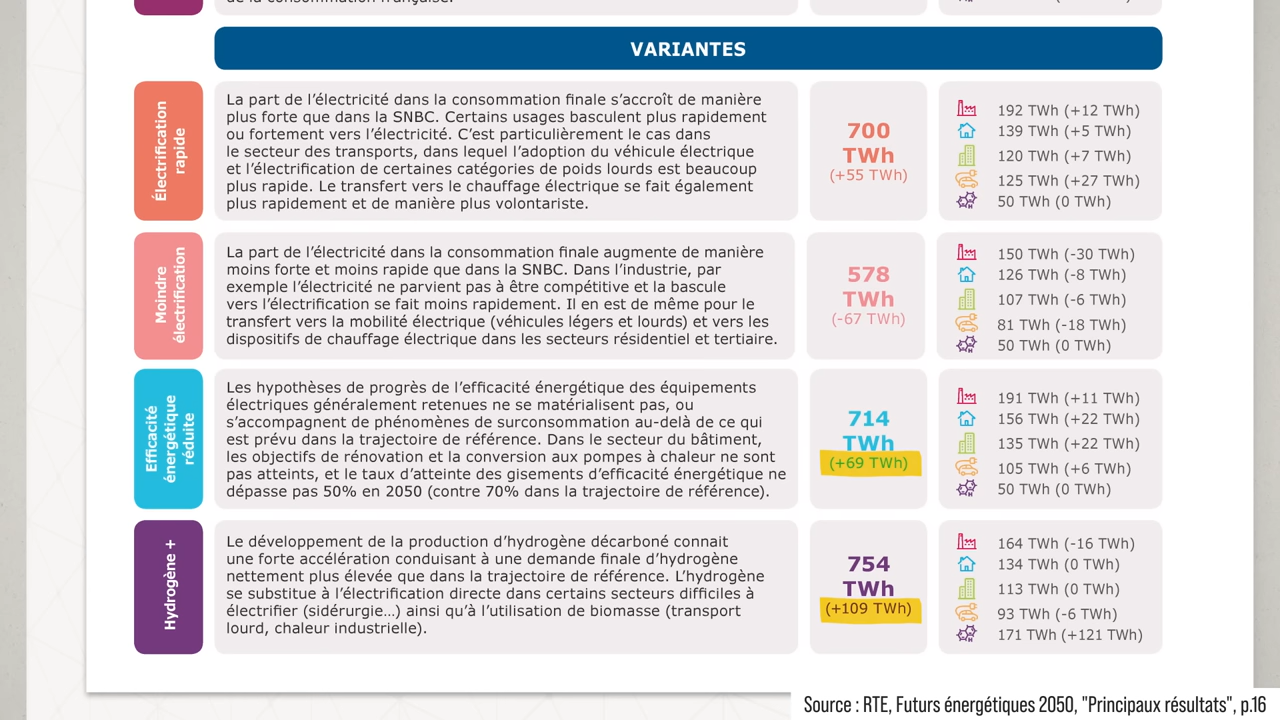 de la consommation française.
VARIANTES
Électrification
rapide
La part de l’électricité dans la consommation finale s’accroît de manière
plus forte que dans la SNBC. Certains usages basculent plus rapidement
ou fortement vers l’électricité. C’est particulièrement le cas dans
le secteur des transports, dans lequel l’adoption du véhicule électrique
et l’électrification de certaines catégories de poids lourds est beaucoup
plus rapide. Le transfert vers le chauffage électrique se fait également
plus rapidement et de manière plus volontariste.
700
TWh
(+55 TWh)
192 TWh (+12 TWh)
139 TWh (+5 TWh)
120 TWh (+7 TWh)
125 TWh (+27 TWh)
50 TWh (0 TWh)
Moindre
électrification
La part de l’électricité dans la consommation finale augmente de manière
moins forte et moins rapide que dans la SNBC. Dans l’industrie, par
exemple l’électricité ne parvient pas à être compétitive et la bascule
vers l’électrification se fait moins rapidement. Il en est de même pour le
transfert vers la mobilité électrique (véhicules légers et lourds) et vers les
dispositifs de chauffage électrique dans les secteurs résidentiel et tertiaire.
578
TWh
(-67 TWh)
150 TWh (-30 TWh)
126 TWh (-8 TWh)
107 TWh (-6 TWh)
81 TWh (-18 TWh)
50 TWh (0 TWh)
Efficacité
énergétique
réduite
Les hypothèses de progrès de l’efficacité énergétique des équipements
électriques généralement retenues ne se matérialisent pas, ou
s’accompagnent de phénomènes de surconsommation au-delà de ce qui
est prévu dans la trajectoire de référence. Dans le secteur du bâtiment,
les objectifs de rénovation et la conversion aux pompes à chaleur ne sont
pas atteints, et le taux d’atteinte des gisements d’efficacité énergétique ne
dépasse pas 50% en 2050 (contre 70% dans la trajectoire de référence).
714
TWh
(+69 TWh)
191 TWh (+11 TWh)
156 TWh (+22 TWh)
135 TWh (+22 TWh)
105 TWh (+6 TWh)
50 TWh (0 TWh)
Hydrogène +
Le développement de la production d’hydrogène décarboné connait
une forte accélération conduisant à une demande finale d’hydrogène
nettement plus élevée que dans la trajectoire de référence. L’hydrogène
se substitue à l’électrification directe dans certains secteurs difficiles à
électrifier (sidérurgie…) ainsi qu’à l’utilisation de biomasse (transport
lourd, chaleur industrielle).
754
TWh
(+109 TWh)
164 TWh (-16 TWh)
134 TWh (0 TWh)
113 TWh (0 TWh)
93 TWh (-6 TWh)
171 TWh (+121 TWh)
Source : RTE, Futurs énergétiques 2050, "Principaux résultats", p.16